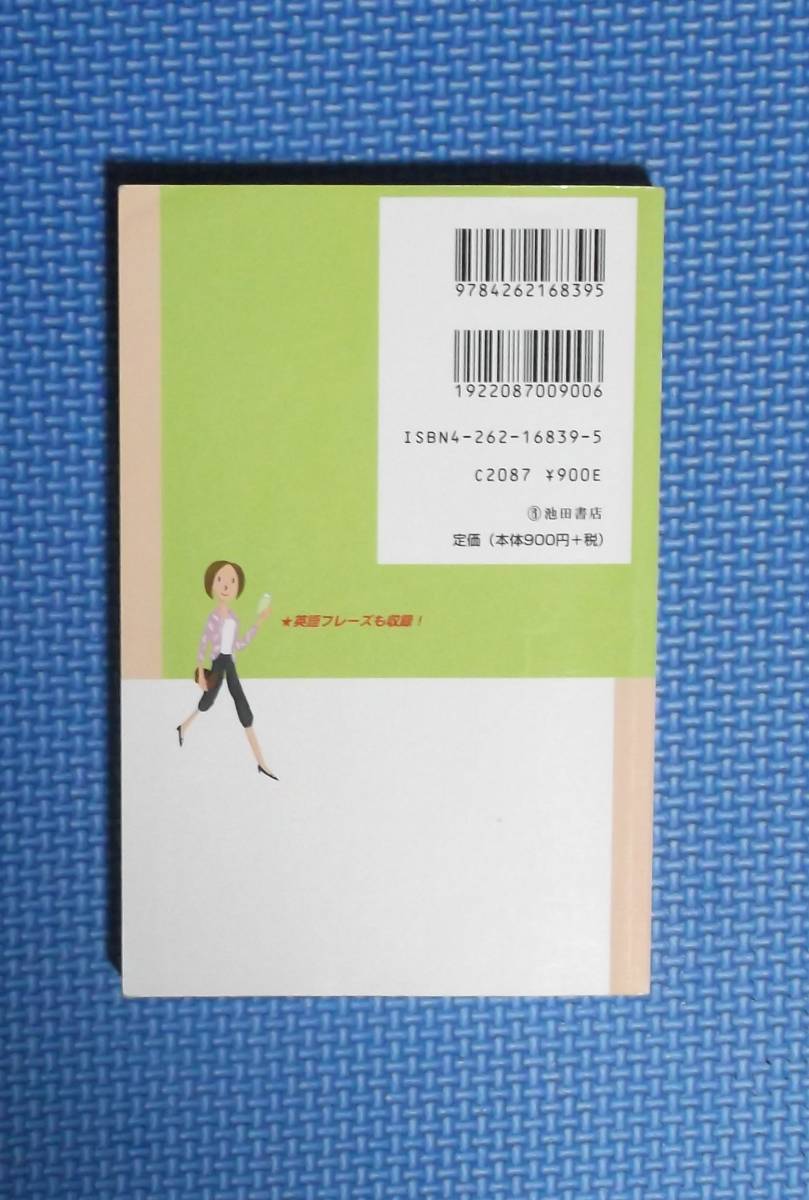 9784262168395
1922087009006
ISBN4-262-16839-5
C2087 ¥900E
池田書店
定価（本体900円＋税）
★英語フレーズも収録！